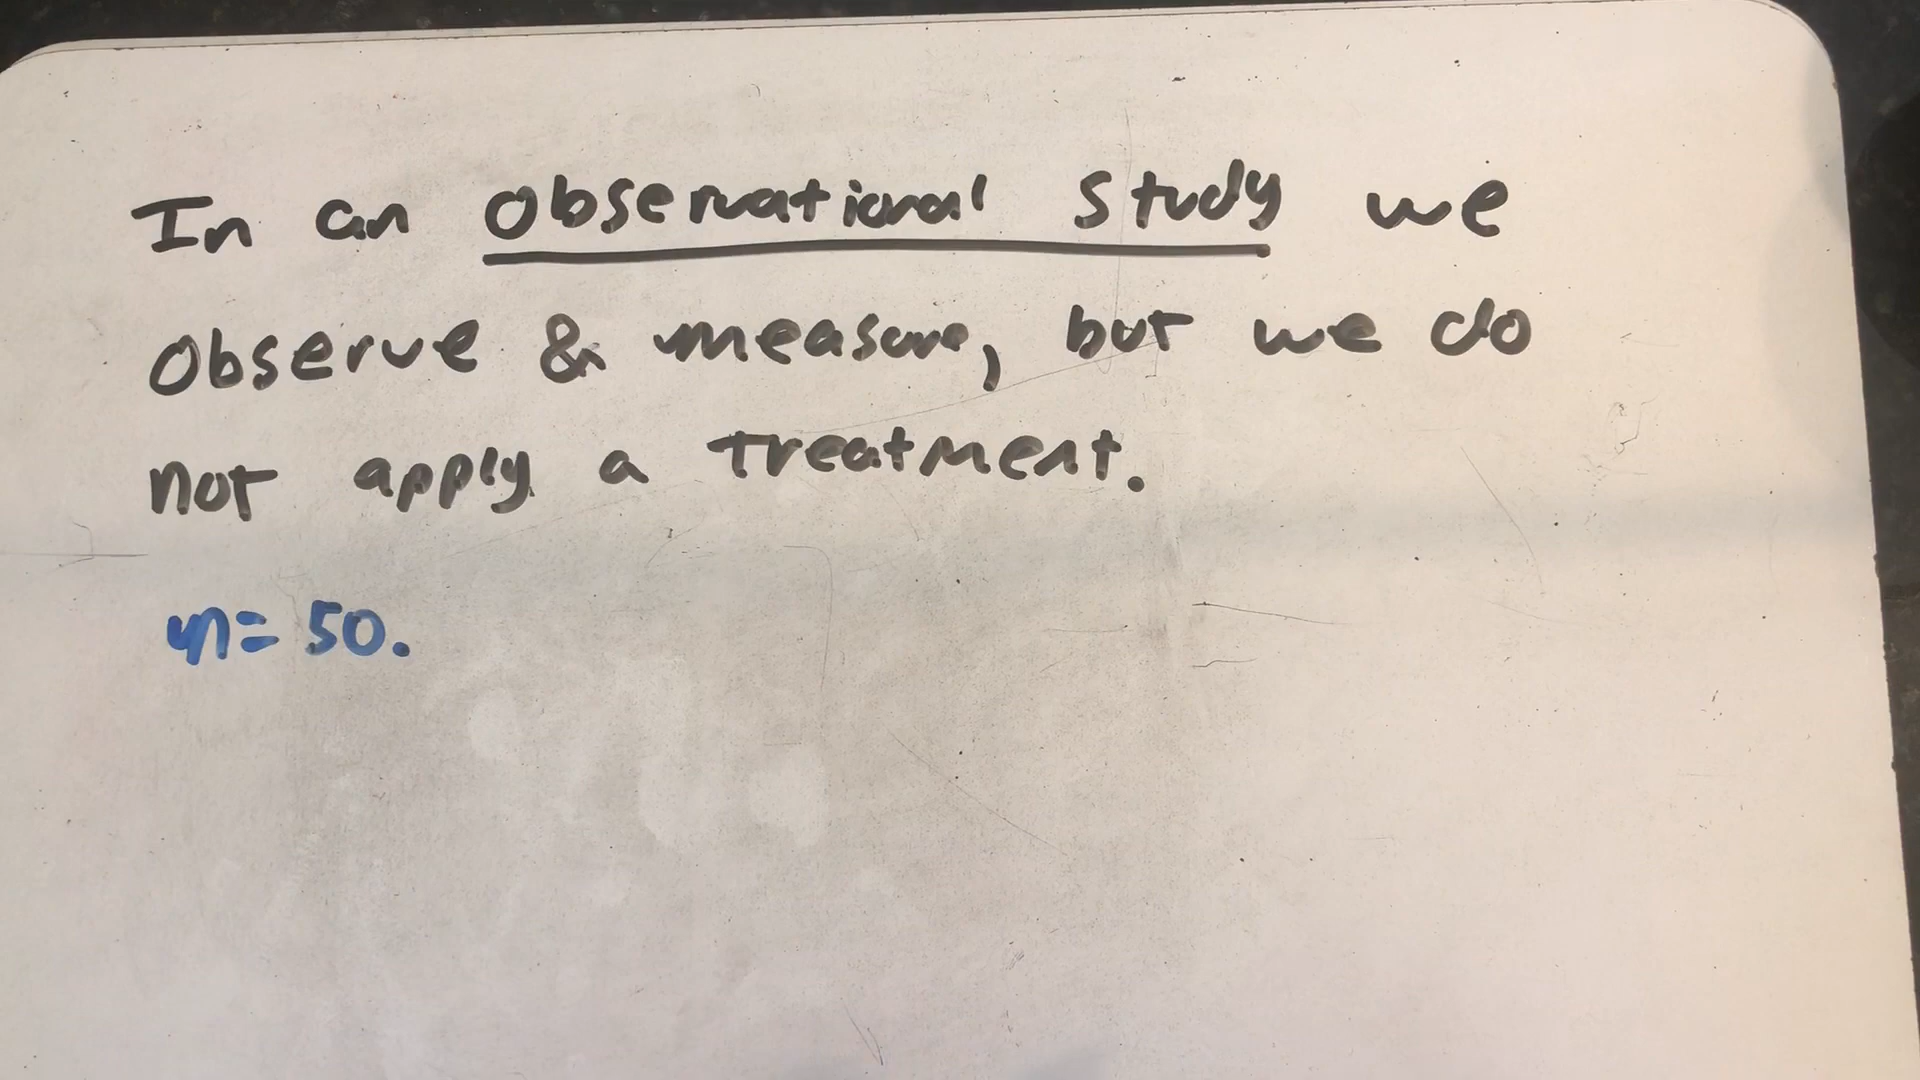 In an Observational Study we
Observe & measure, but we do
not apply a treatment.
n= 50.